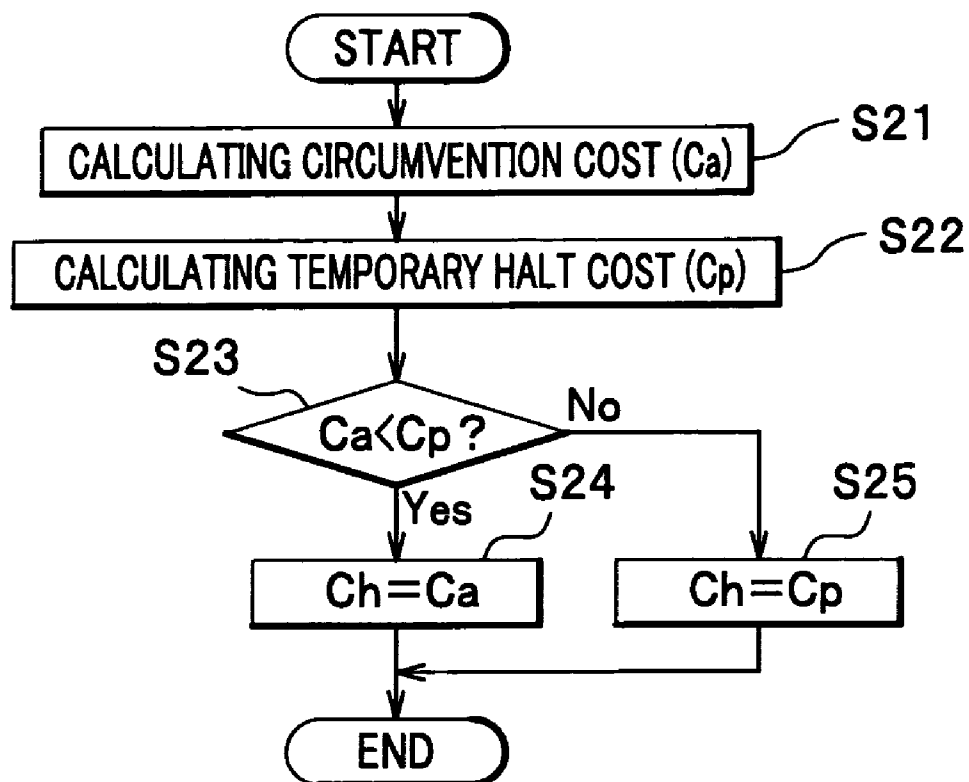 START
S21
CALCULATING CIRCUMVENTION COST (Ca)
S22
CALCULATING TEMPORARY HALT COST (Cp)
S23
Ca<Cp ?
No
Yes
S24
S25
Ch=Ca
Ch=Cp
END